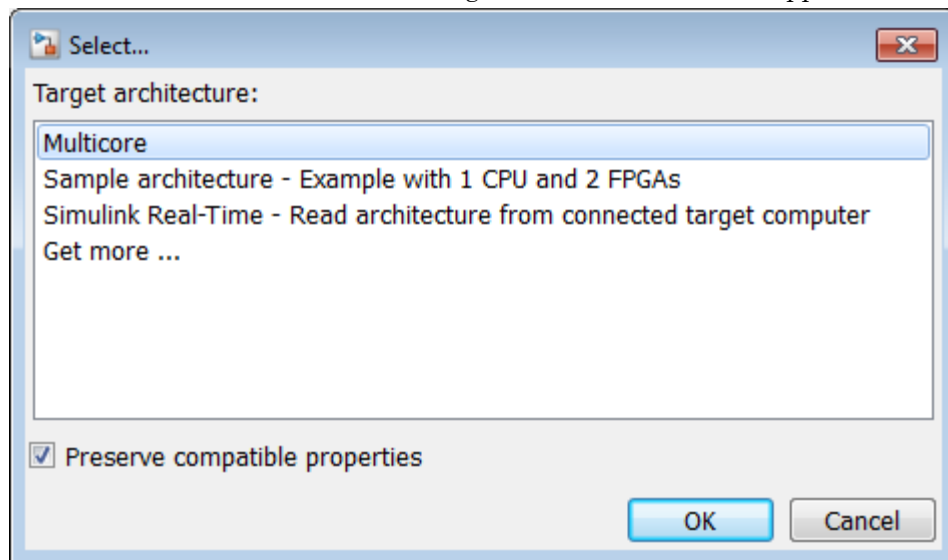 Select...
Target architecture:
Multicore
Sample architecture - Example with 1 CPU and 2 FPGAs
Simulink Real-Time - Read architecture from connected target computer
Get more ...
Preserve compatible properties
OK
Cancel